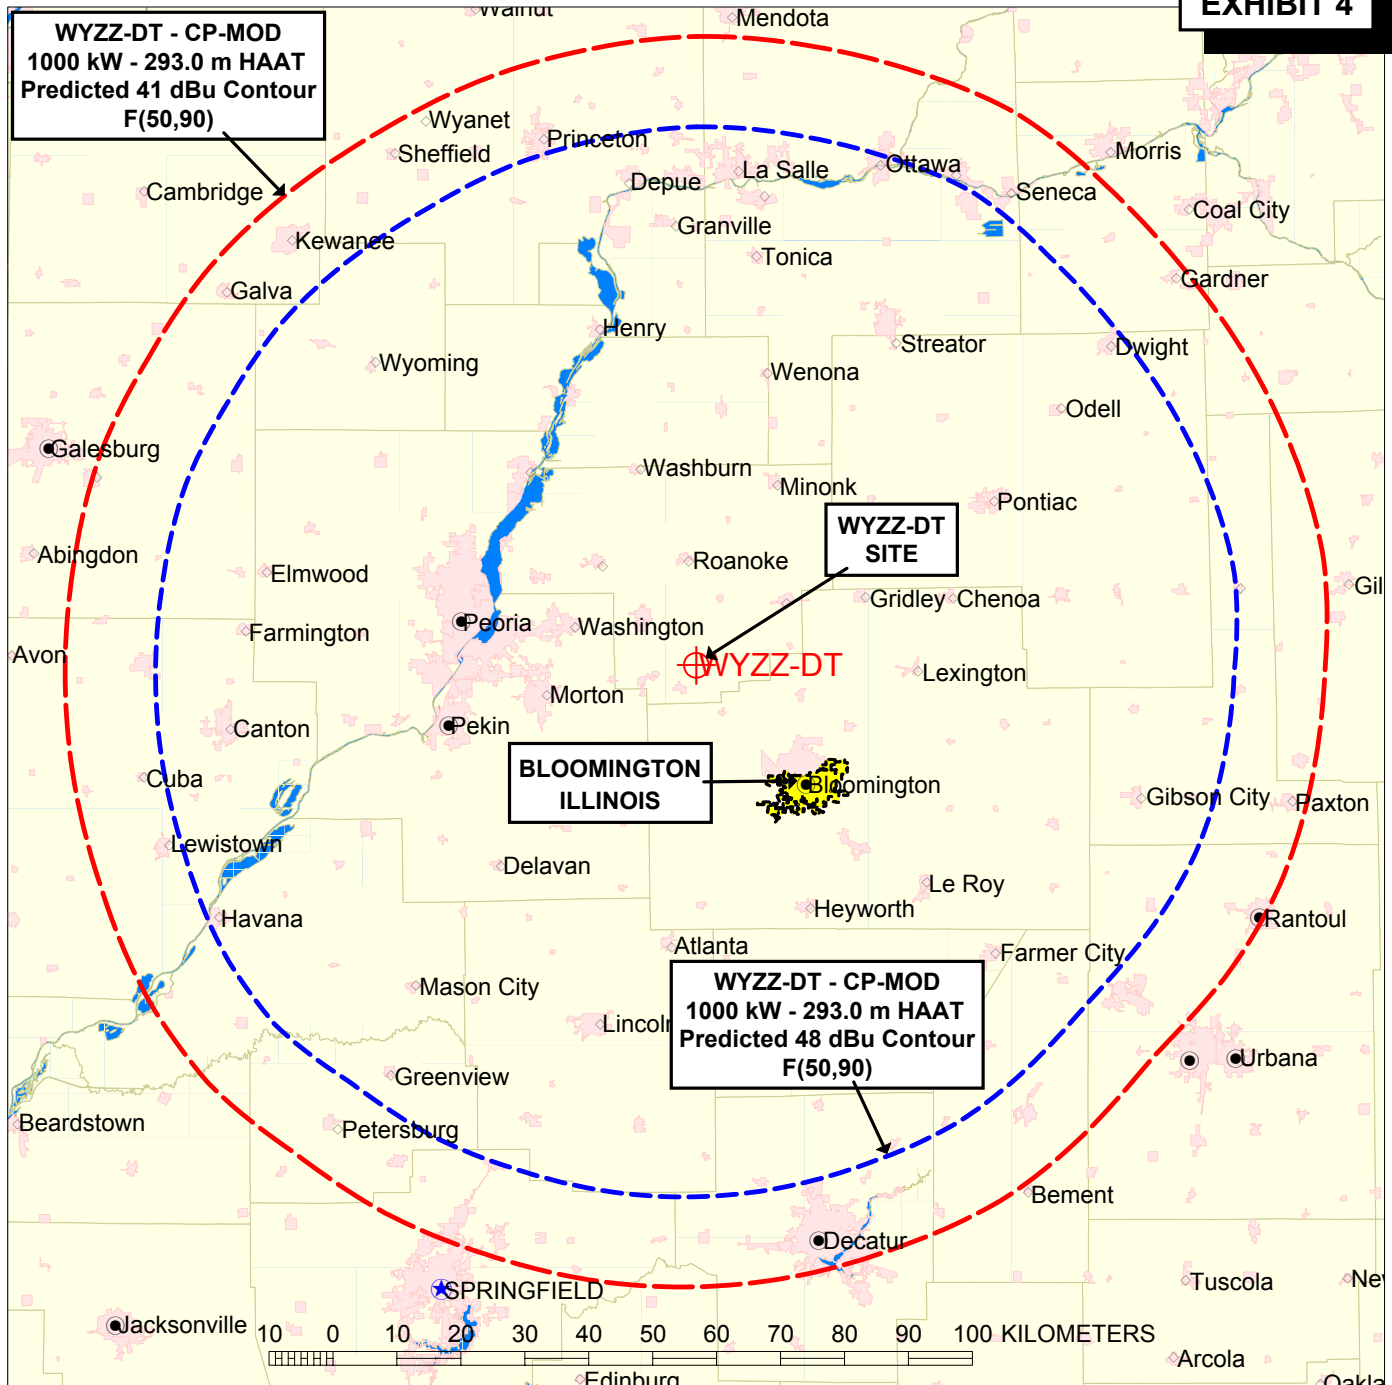 EXHIBIT 4
Walnut
Mendota
WYZZ-DT - CP-MOD
1000 kW - 293.0 m HAAT
Predicted 41 dBu Contour
F(50,90)
Wyanet
Princeton
Sheffield
Morris
La Salle
Ottawa
Depue
Cambridge
Seneca
Coal City
Granville
Kewanee
Tonica
Gardner
Galva
Henry
Streator
Dwight
Wyoming
Wenona
Odell
Galesburg
Washburn
Minonk
Pontiac
WYZZ-DT
SITE
Abingdon
Roanoke
Elmwood
Gil
Gridley
Chenoa
Peoria
Washington
Farmington
Avon
WYZZ-DT
Lexington
Morton
Pekin
Canton
BLOOMINGTON
ILLINOIS
Cuba
Bloomington
Gibson City
Paxton
Lewistown
Delavan
Le Roy
Heyworth
Havana
Rantoul
Atlanta
Farmer City
WYZZ-DT - CP-MOD
1000 kW - 293.0 m HAAT
Predicted 48 dBu Contour
F(50,90)
Mason City
Lincoln
Urbana
Greenview
Beardstown
Petersburg
Bement
Decatur
Tuscola
Nev
SPRINGFIELD
Jacksonville
10 0 10 20 30 40 50 60 70 80 90 100 KILOMETERS
Arcola
Edinburg
Oakla